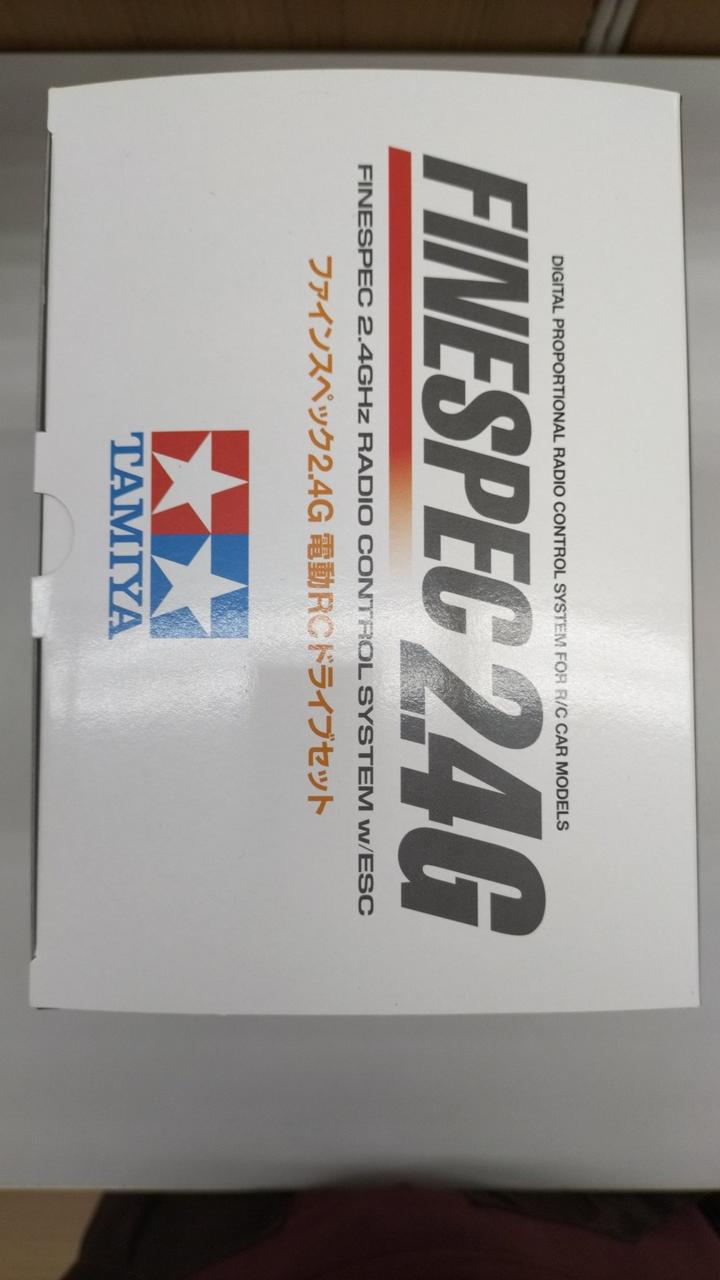 DIGITAL PROPORTIONAL RADIO CONTROL SYSTEM FOR R/C CAR MODELS
FINESPEC 2.4G
FINESPEC 2.4GHz RADIO CONTROL SYSTEM w/ESC
ファインスペック2.4G 電動RCドライブセット
TAMIYA